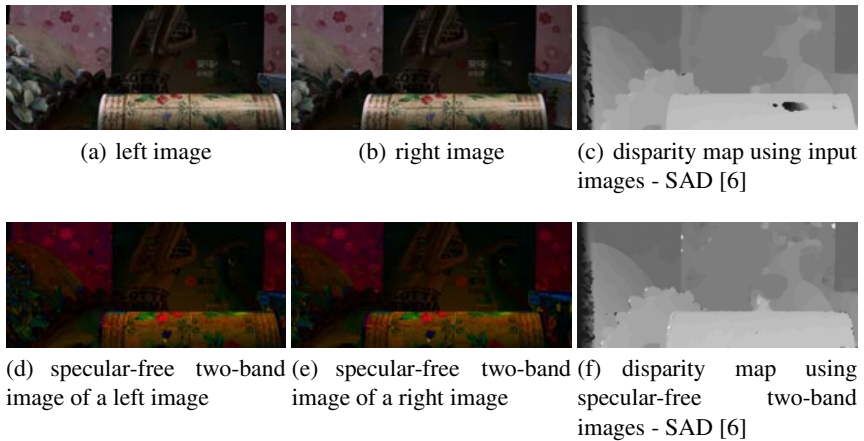 (a) left image
(b) right image
(c) disparity map using input
images - SAD [6]
(d) specular-free two-band
image of a left image
(e) specular-free two-band
image of a right image
(f) disparity map using
specular-free two-band
images - SAD [6]